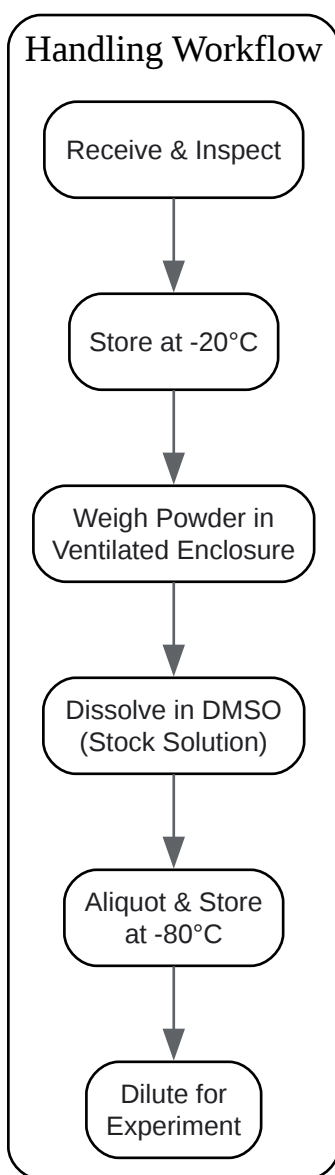 Handling Workflow
Receive & Inspect
Store at -20°C
Weigh Powder in
Ventilated Enclosure
Dissolve in DMSO
(Stock Solution)
Aliquot & Store
at -80°C
Dilute for
Experiment